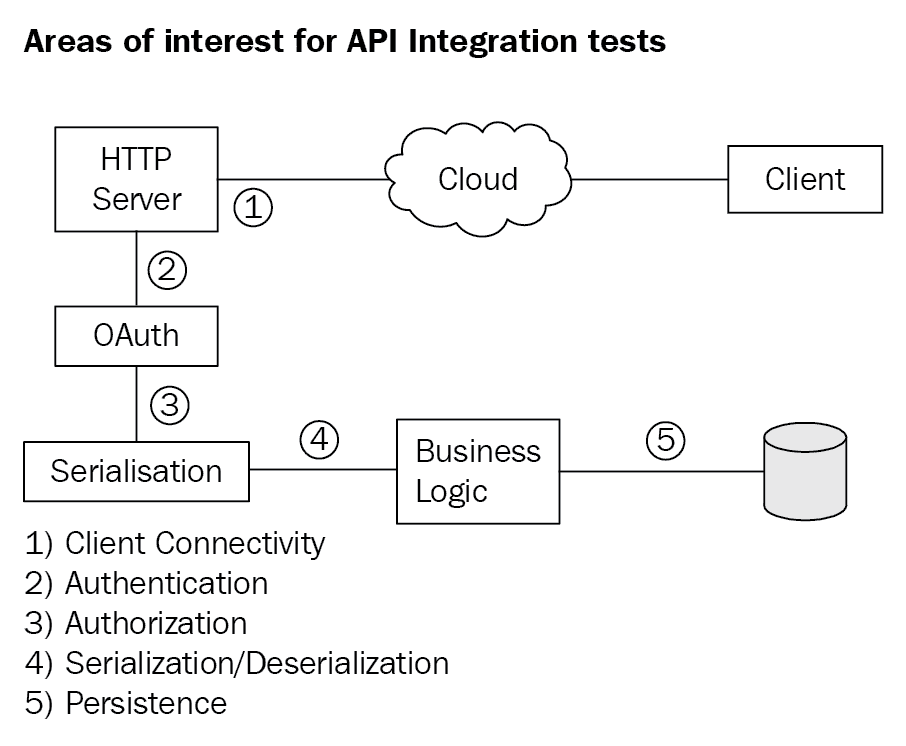 Areas of interest for API Integration tests
HTTP
Server
Cloud
Client
1
2
OAuth
3
Serialisation
4
Business
Logic
5
1) Client Connectivity
2) Authentication
3) Authorization
4) Serialization/Deserialization
5) Persistence